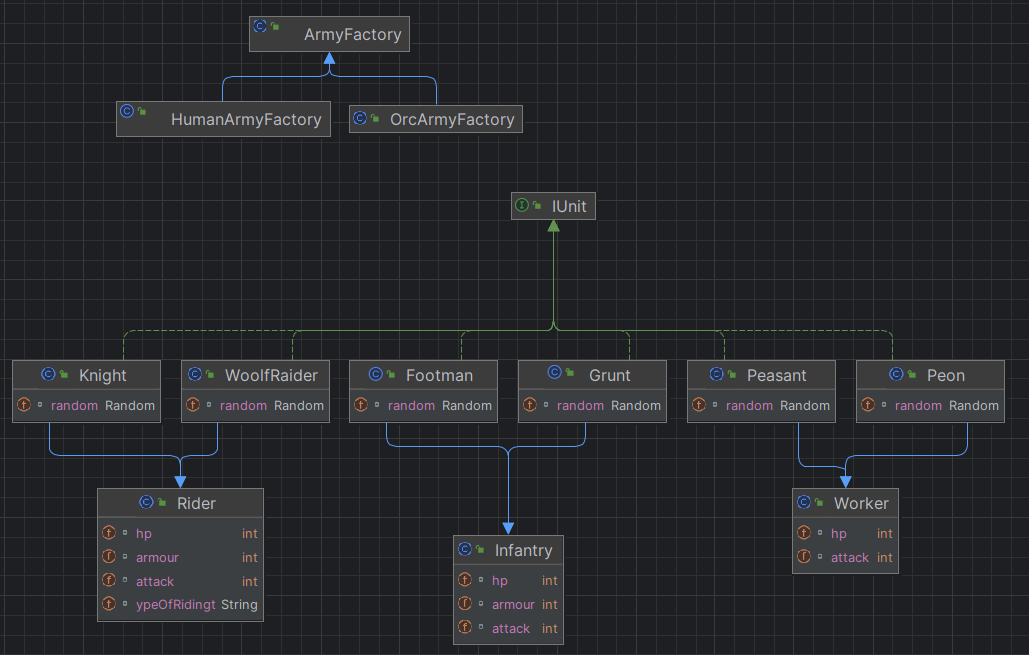 ArmyFactory
HumanArmyFactory
OrcArmyFactory
IUnit
Knight
random Random
WoolfRaider
random Random
Footman
random Random
Grunt
random Random
Peasant
random Random
Peon
random Random
Rider
hp int
armour int
attack int
ypeOfRidingt String
Infantry
hp int
armour int
attack int
Worker
hp int
attack int